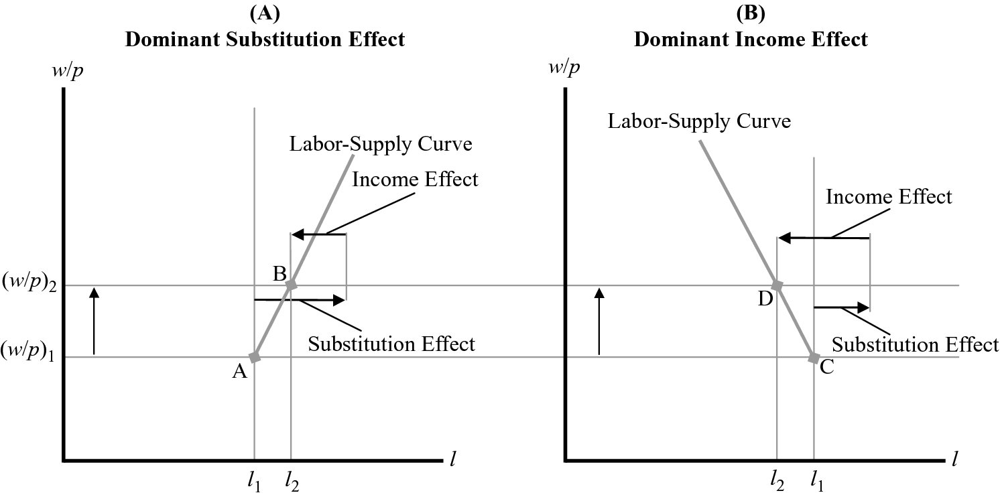 (A)
Dominant Substitution Effect
w/p
Labor-Supply Curve
Income Effect
B
(w/p)2
Substitution Effect
(w/p)1
A
l
l1 l2
(B)
Dominant Income Effect
w/p
Labor-Supply Curve
Income Effect
D
Substitution Effect
C
l
l2 l1